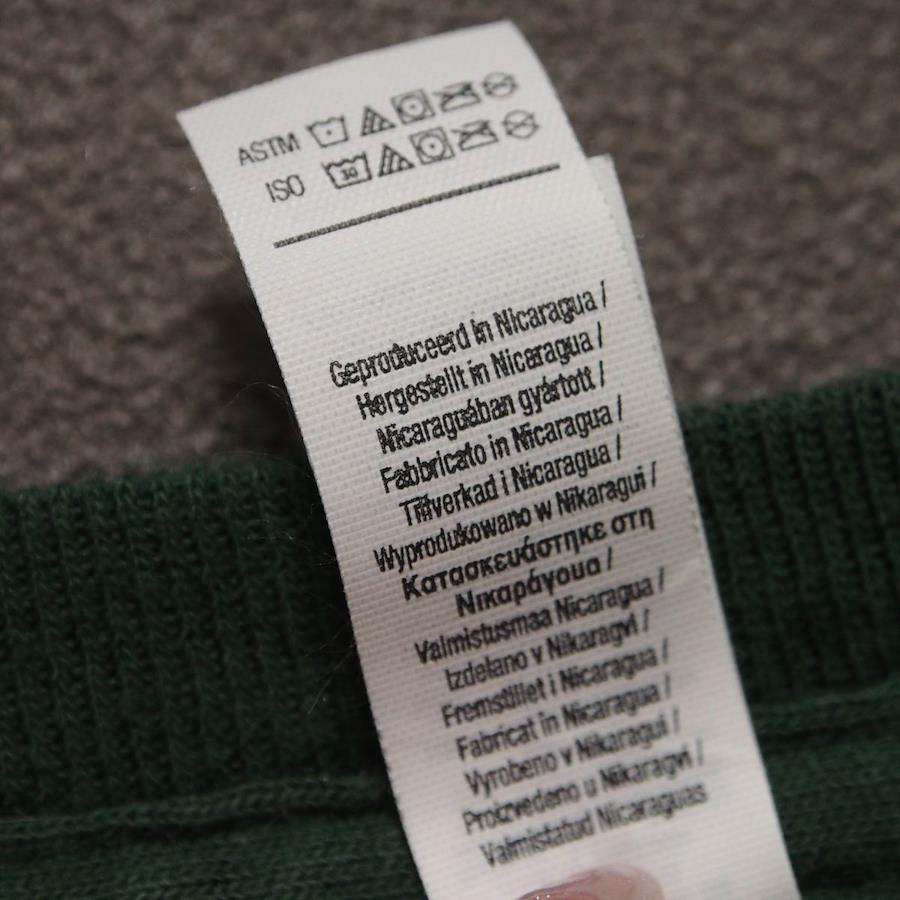 ASTM
ISO 30
Geproduceerd in Nicaragua /
Hergestellt in Nicaragua /
Nicaraguában gyártott /
Fabbricato in Nicaragua /
Tillverkad i Nicaragua /
Wyprodukowano w Nikaragui /
Κατασκευάστηκε στη
Νικαράγουα /
Valmistusmaa Nicaragua /
Izdelano v Nikaragvi /
Fremstillet i Nicaragua /
Fabricat in Nicaragua /
Vyrobeno v Nikaragui /
Proizvedeno u Nikaragvi /
Valmistatud Nicaraguas